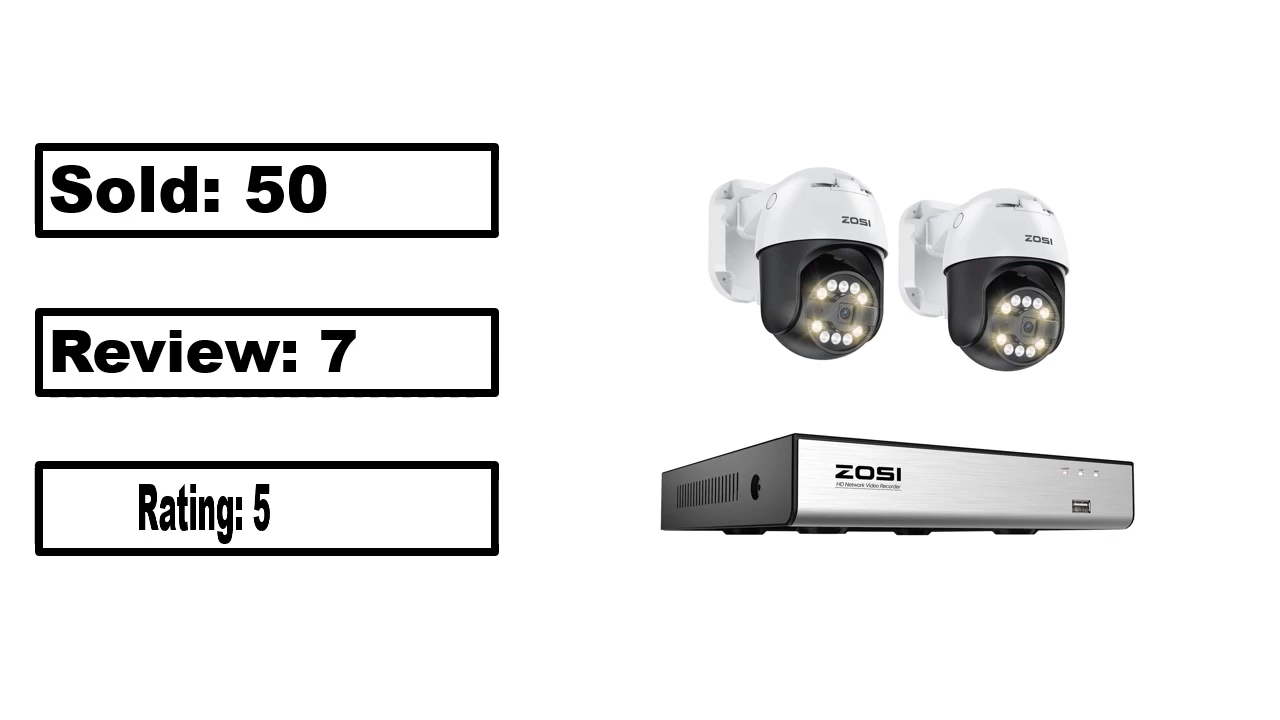 Sold: 50
Review: 7
Rating: 5
ZOSI
ZOSI
ZOSI
HD Network Video Recorder